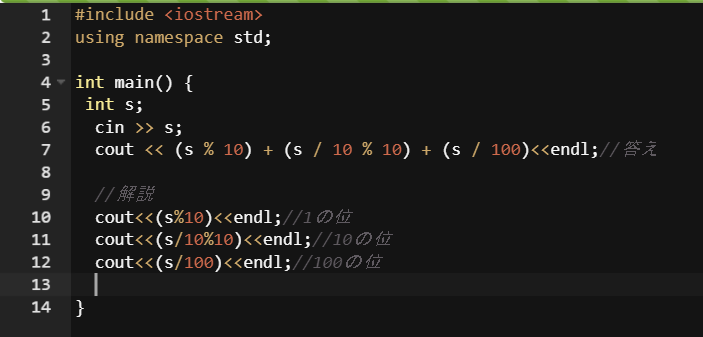 1 #include <iostream>
2 using namespace std;
3
4 int main() {
5 int s;
6 cin >> s;
7 cout << (s % 10) + (s / 10 % 10) + (s / 100)<<endl;//答え
8
9 //解説
10 cout<<(s%10)<<endl;//1の位
11 cout<<(s/10%10)<<endl;//10の位
12 cout<<(s/100)<<endl;//100の位
13
14 }